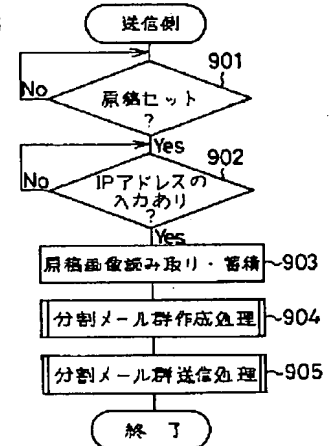 送信側
901
No
原稿セット
?
Yes
902
No
IPアドレスの
入力あり
?
Yes
原稿画像読み取り・蓄積
903
分割メール群作成処理
904
分割メール群送信処理
905
終了